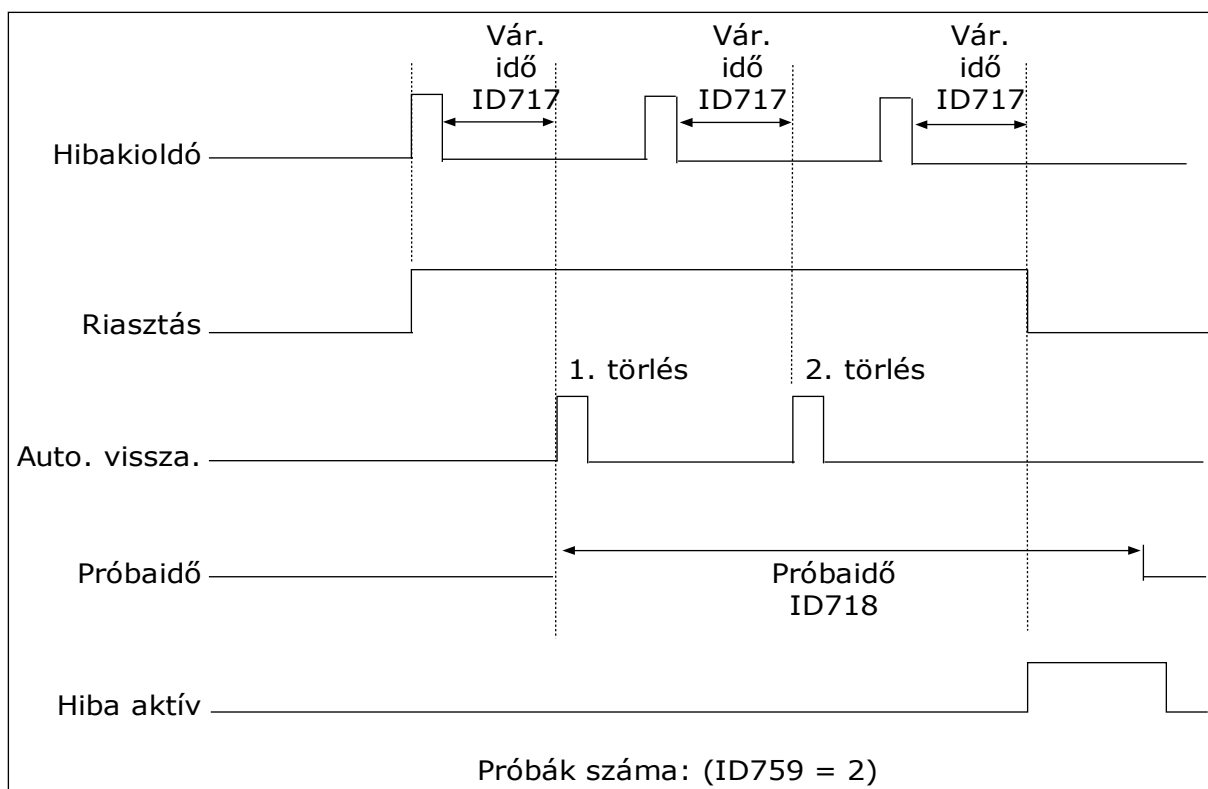 Vár.
idő
ID717
Vár.
idő
ID717
Vár.
idő
ID717
Hibakioldó
Riasztás
1. törlés
2. törlés
Auto. vissza.
Próbaidő
Próbaidő
ID718
Hiba aktív
Próbák száma: (ID759 = 2)